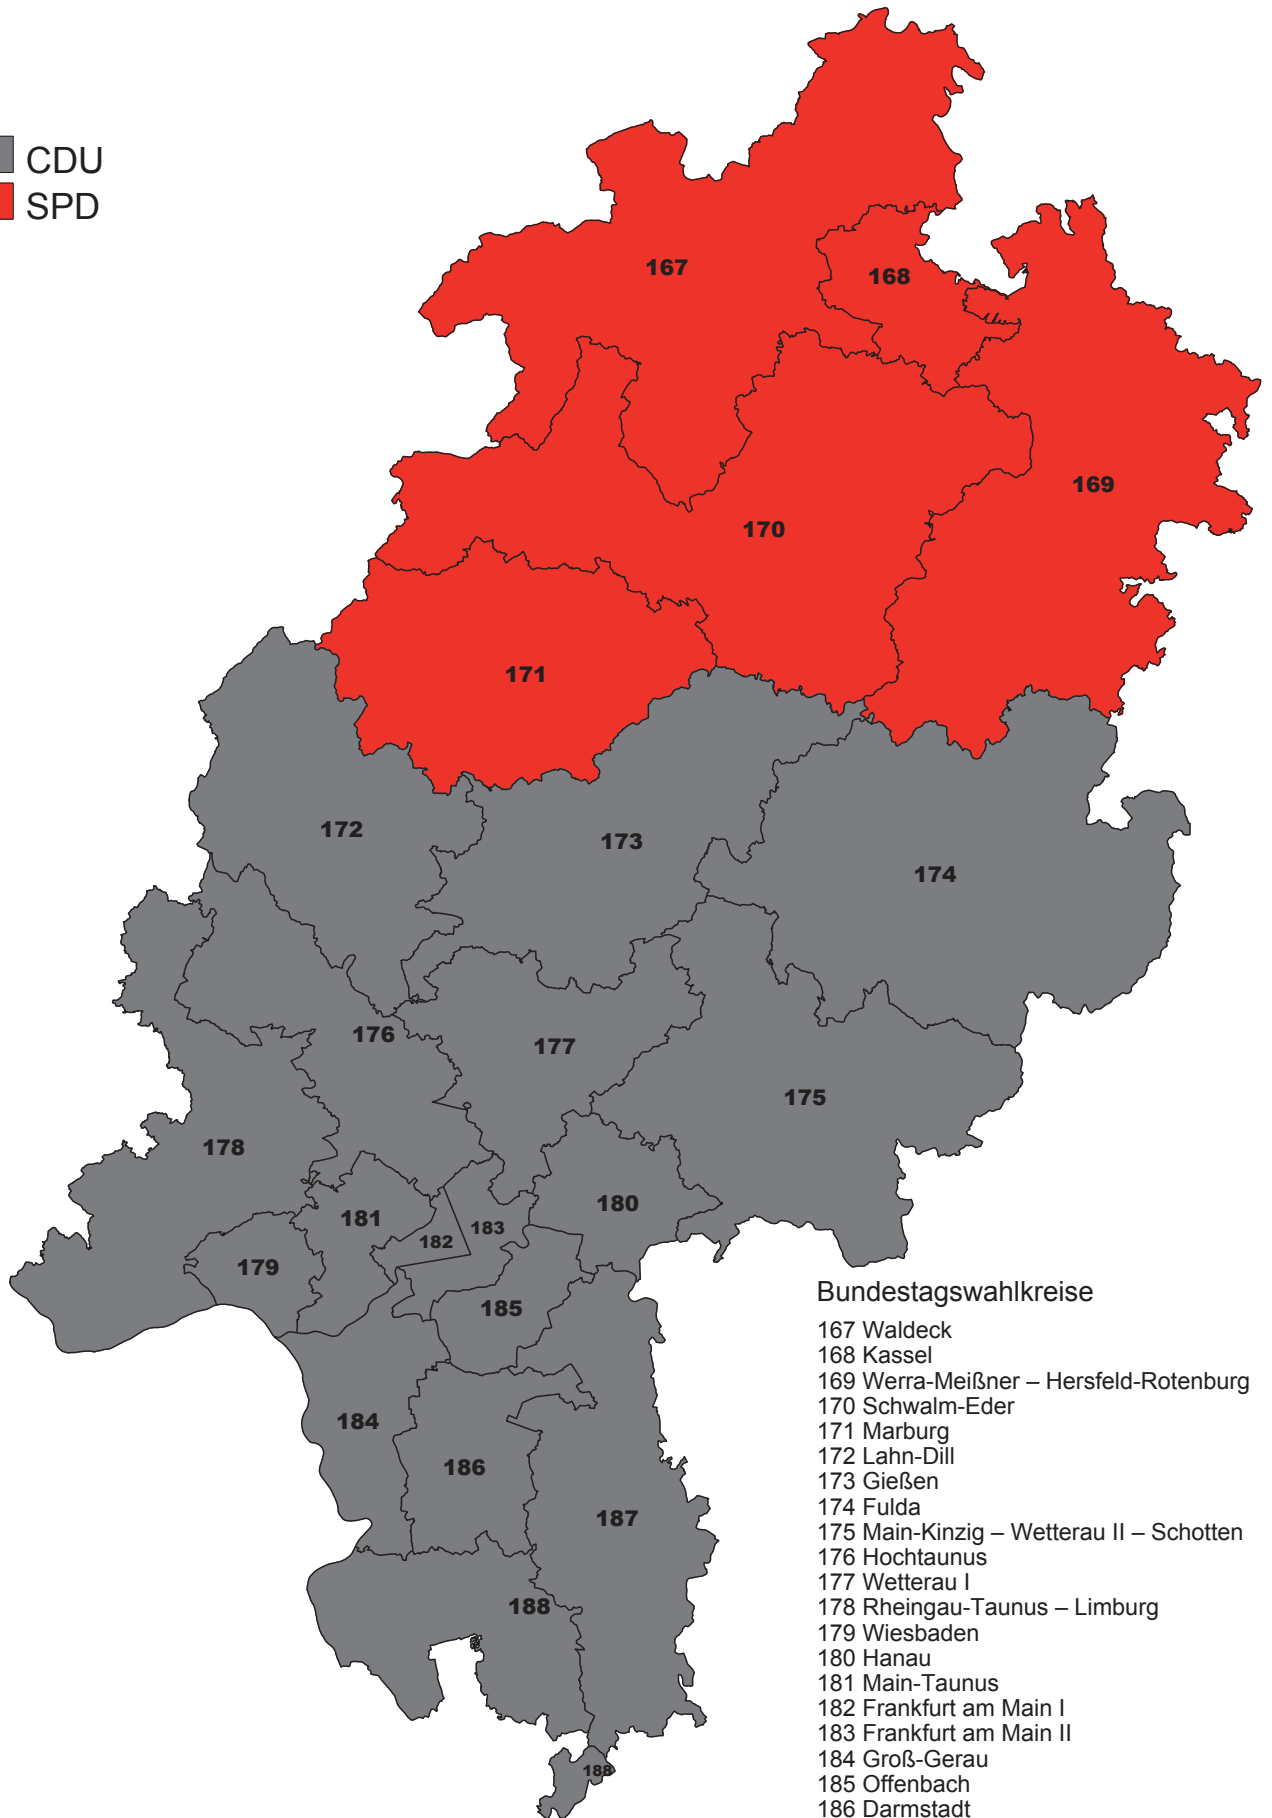 CDU
SPD
167
168
169
170
171
172
173
174
176
177
175
178
180
181
183
182
179
185
184
186
187
188
188
Bundestagswahlkreise
167 Waldeck
168 Kassel
169 Werra-Meißner – Hersfeld-Rotenburg
170 Schwalm-Eder
171 Marburg
172 Lahn-Dill
173 Gießen
174 Fulda
175 Main-Kinzig – Wetterau II – Schotten
176 Hochtaunus
177 Wetterau I
178 Rheingau-Taunus – Limburg
179 Wiesbaden
180 Hanau
181 Main-Taunus
182 Frankfurt am Main I
183 Frankfurt am Main II
184 Groß-Gerau
185 Offenbach
186 Darmstadt